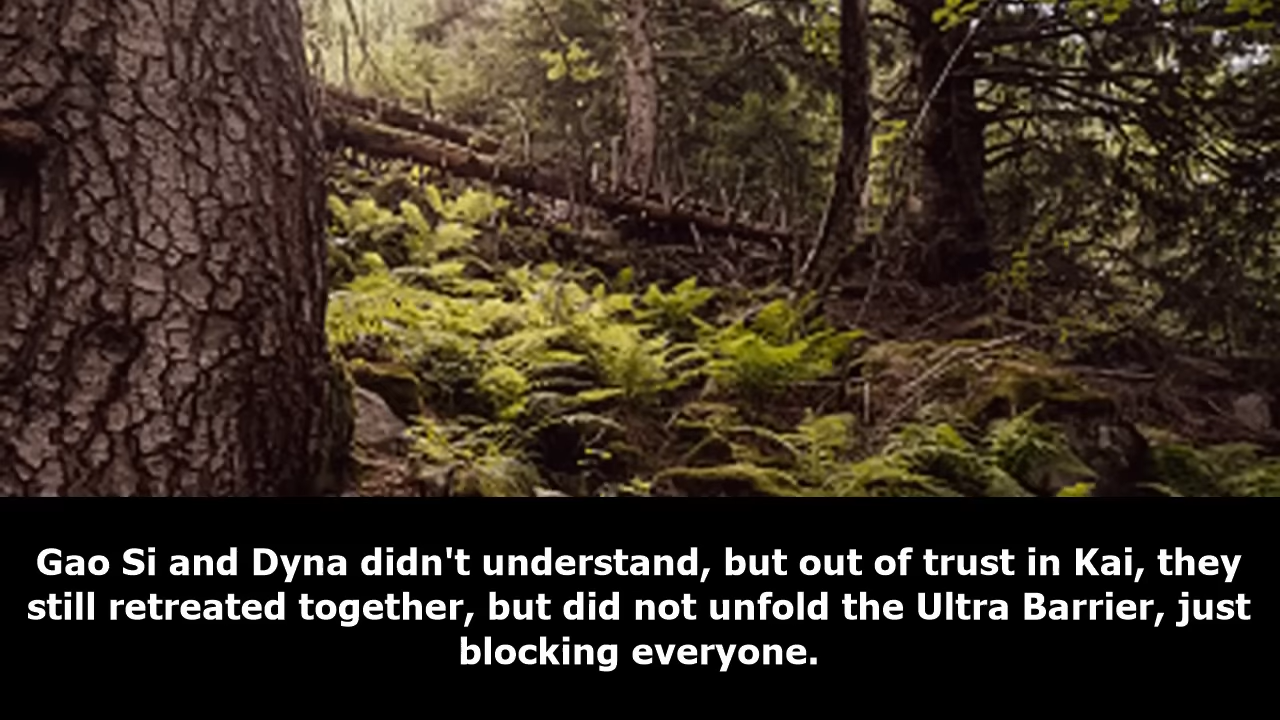 Gao Si and Dyna didn't understand, but out of trust in Kai, they
still retreated together, but did not unfold the Ultra Barrier, just
blocking everyone.